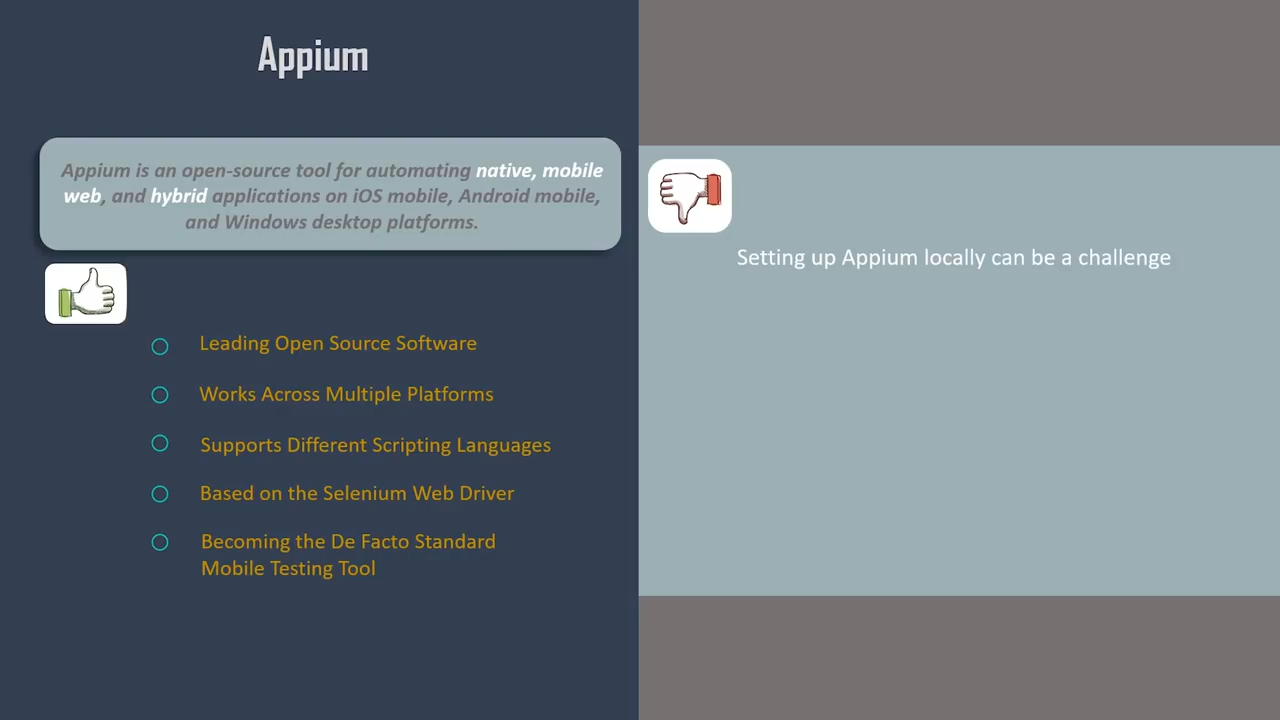 Appium
Appium is an open-source tool for automating native, mobile
web, and hybrid applications on iOS mobile, Android mobile,
and Windows desktop platforms.
Leading Open Source Software
Works Across Multiple Platforms
Supports Different Scripting Languages
Based on the Selenium Web Driver
Becoming the De Facto Standard
Mobile Testing Tool
Setting up Appium locally can be a challenge